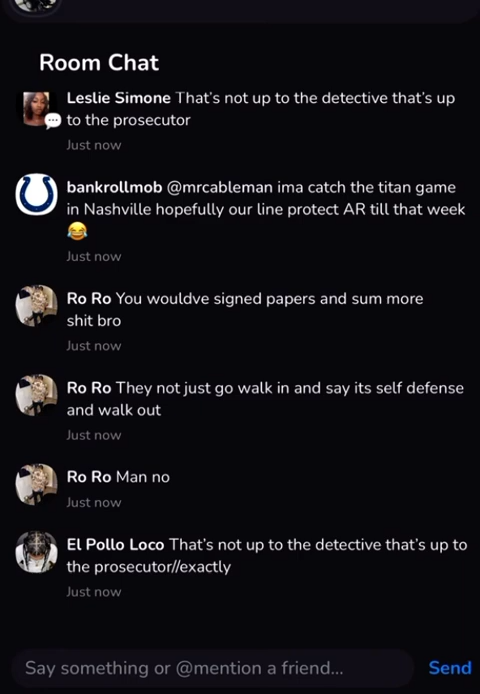 Room Chat
Leslie Simone That's not up to the detective that's up
to the prosecutor
Just now
bankrollmob @mrcableman ima catch the titan game
in Nashville hopefully our line protect AR till that week
😂
Just now
Ro Ro You wouldve signed papers and sum more
shit bro
Just now
Ro Ro They not just go walk in and say its self defense
and walk out
Just now
Ro Ro Man no
Just now
El Pollo Loco That's not up to the detective that's up to
the prosecutor//exactly
Just now
Say something or @mention a friend...
Send